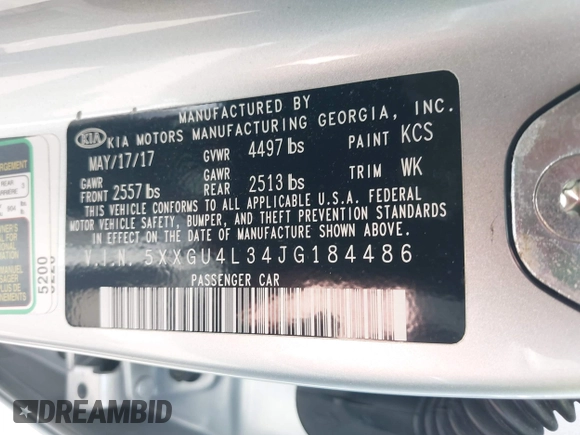 MANUFACTURED BY
KIA KIA MOTORS MANUFACTURING GEORGIA, INC.
MAY/17/17 GVWR 4497 lbs PAINT KCS
GAWR FRONT 2557 lbs GAWR REAR 2513 lbs TRIM WK
THIS VEHICLE CONFORMS TO ALL APPLICABLE U.S.A. FEDERAL
MOTOR VEHICLE SAFETY, BUMPER, AND THEFT PREVENTION STANDARDS
IN EFFECT ON THE DATE OF MANUFACTURE SHOWN ABOVE.
V.I.N. 5XXGU4L34JG184486
PASSENGER CAR
REAR
5200
DREAMBID